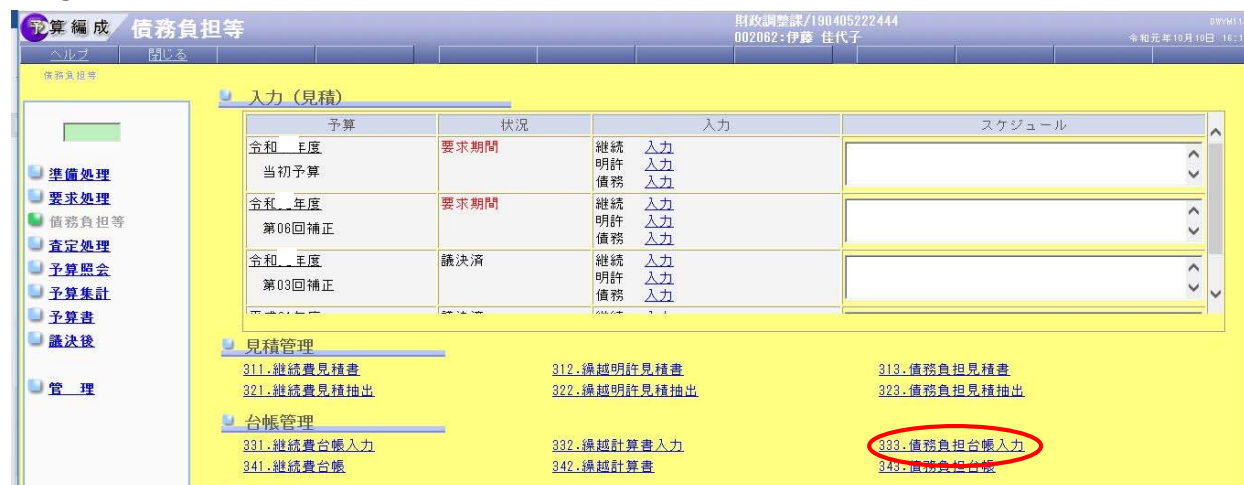 予算編成 債務負担等
財政調整課/190405222444
002062:伊藤 佳代子
令和元年10月10日 16:1
ヘルプ 閉じる
債務負担等
入力（見積）
予算 状況 入力 スケジュール
令和 年度 要求期間 継続 入力
当初予算 明許 入力
債務 入力
令和 年度 要求期間 継続 入力
第06回補正 明許 入力
債務 入力
令和 年度 議決済 継続 入力
第03回補正 明許 入力
債務 入力
準備処理
要求処理
債務負担等
査定処理
予算照会
予算集計
予算書
議決後
管 理
見積管理
311.継続費見積書 312.繰越明許見積書 313.債務負担見積書
321.継続費見積抽出 322.繰越明許見積抽出 323.債務負担見積抽出
台帳管理
331.継続費台帳入力 332.繰越計算書入力 333.債務負担台帳入力
341.継続費台帳 342.繰越計算書 343.債務負担台帳